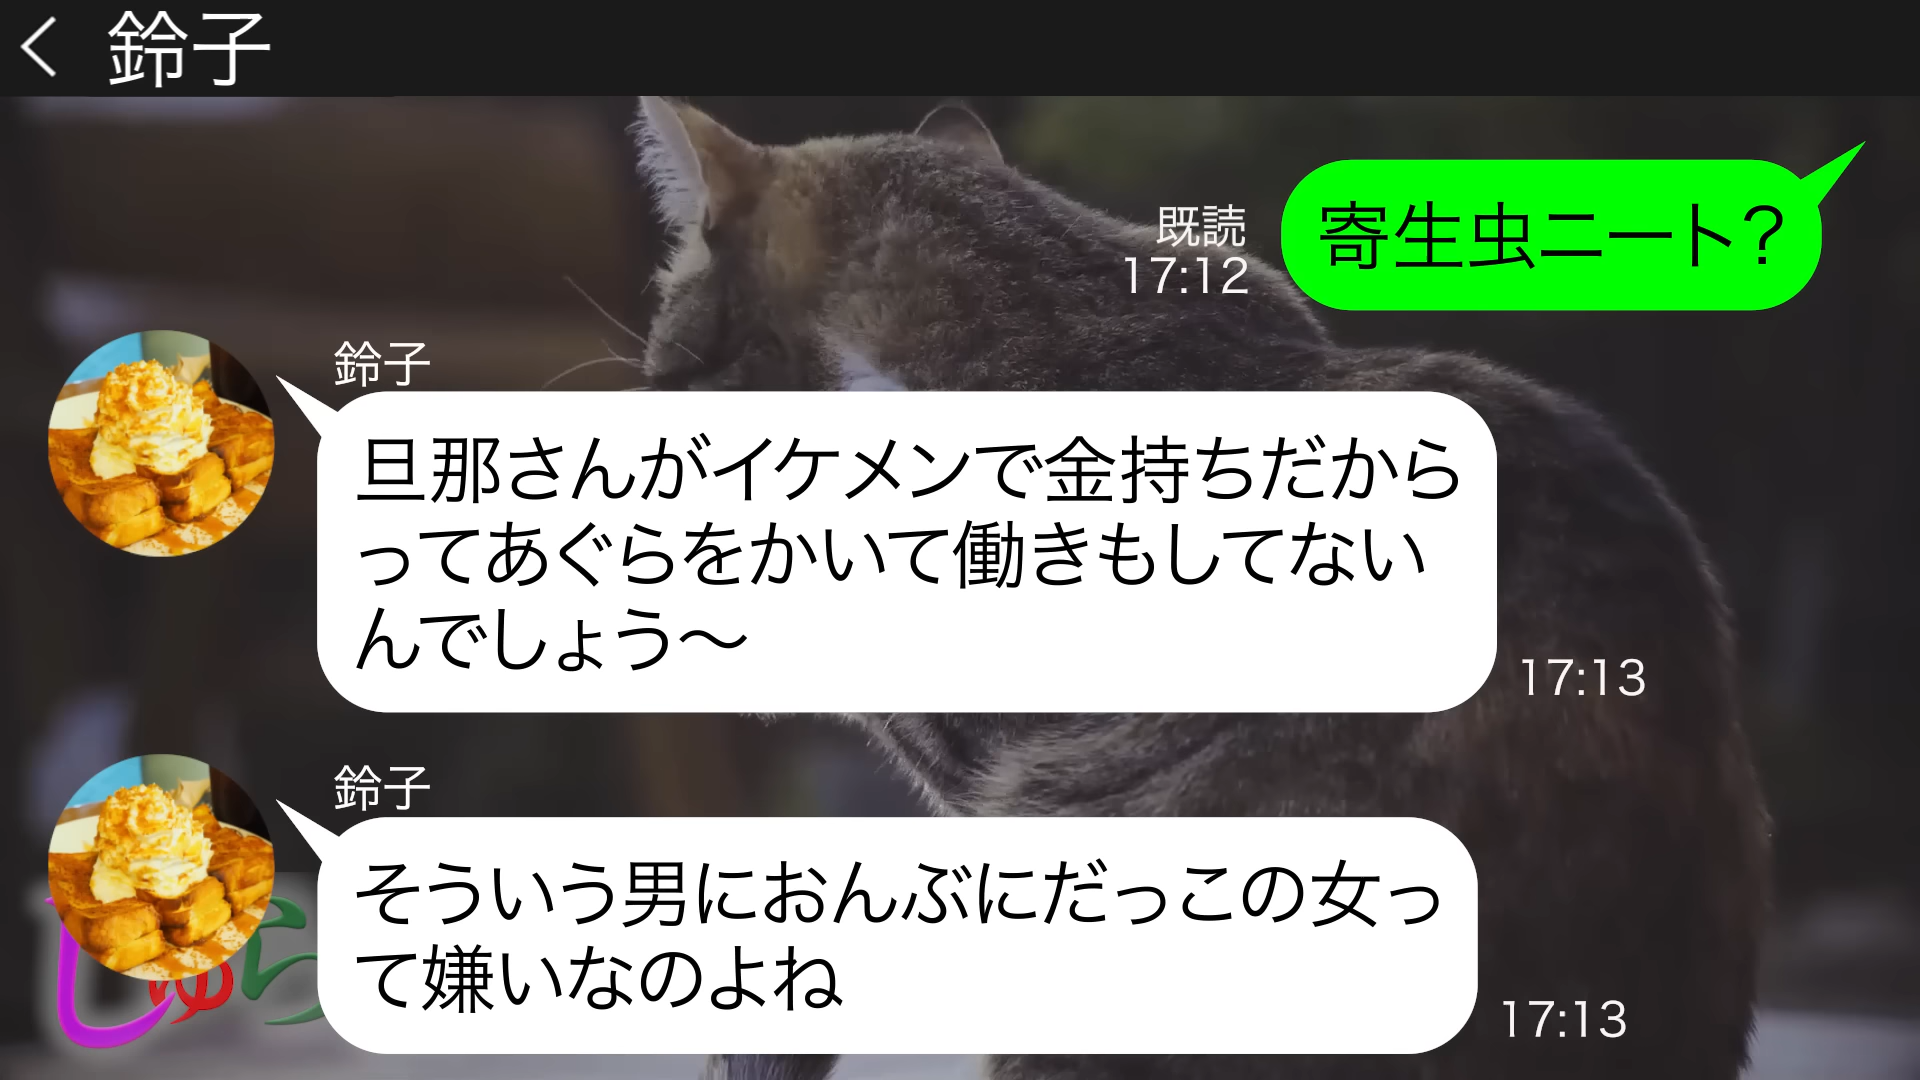 鈴子
寄生虫ニート?
既読
17:12
鈴子
旦那さんがイケメンで金持ちだから
ってあぐらをかいて働きもしてない
んでしょう〜
17:13
鈴子
そういう男におんぶにだっこの女っ
て嫌いなのよね
17:13
しゅら